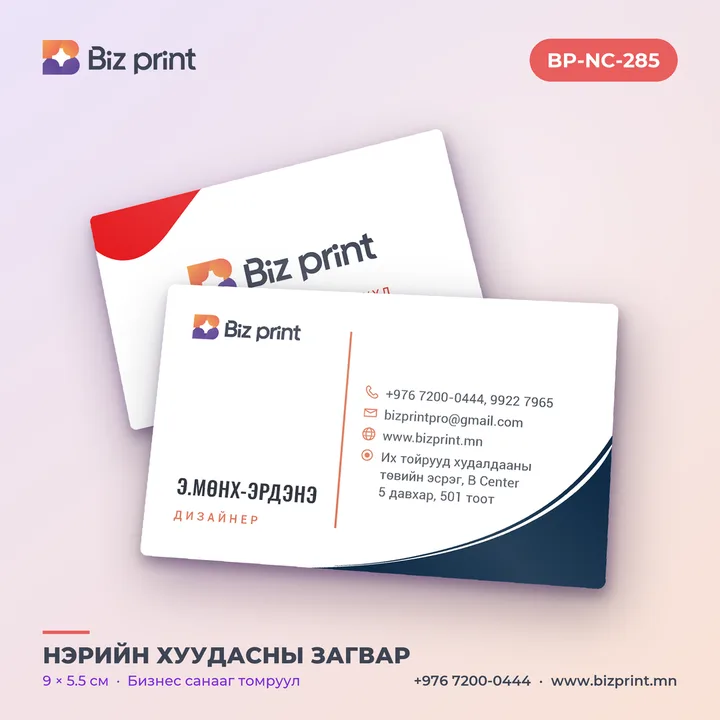 Biz print
BP-NC-285
Biz print
Biz print
+976 7200-0444, 9922 7965
bizprintpro@gmail.com
www.bizprint.mn
Их тойрууд худалдааны
төвийн эсрэг, B Center
5 давхар, 501 тоот
Э.МӨНХ-ЭРДЭНЭ
ДИЗАЙНЕР
НЭРИЙН ХУУДАСНЫ ЗАГВАР
9 × 5.5 см · Бизнес санааг томруул
+976 7200-0444 · www.bizprint.mn